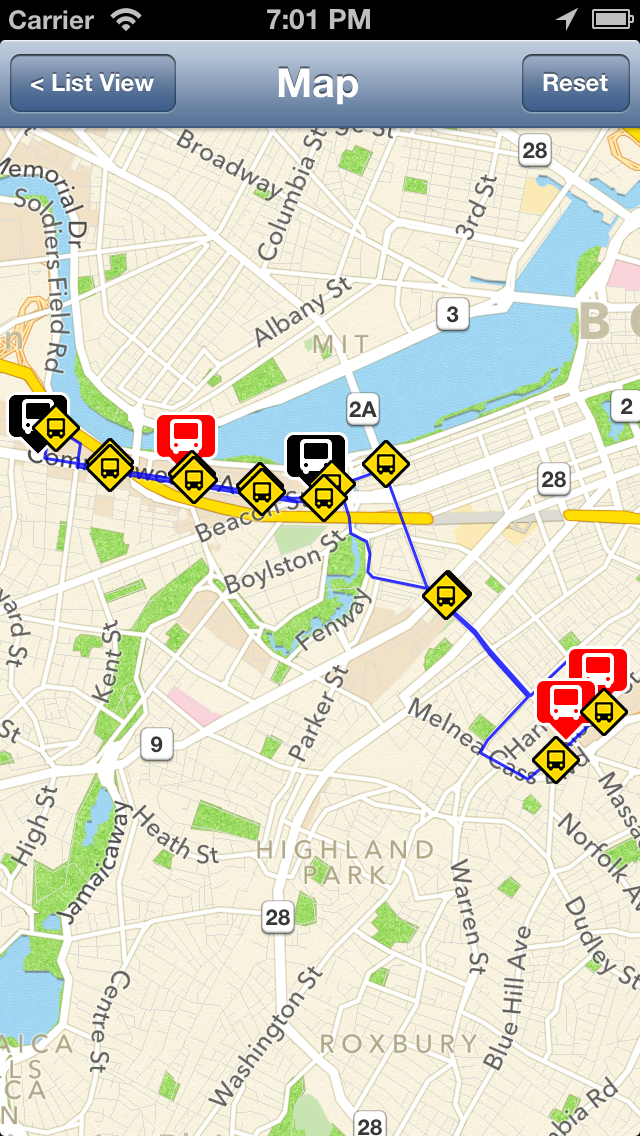 Carrier 7:01 PM
< List View Map Reset
28
Broadway
Columbia St
Memorial Dr
3rd St
Soldiers Field Rd
Albany St
3
MIT
2A
2
28
Beacon St
Boylston St
Fenway
Kent St
Parker St
Melnea Cass Blvd
9
High St
Jamaicaway
Heath St
HIGHLAND
PARK
Norfolk Av
28
Warren St
Dudley St
Centre St
Blue Hill Ave
Washington St
ROXBURY
28